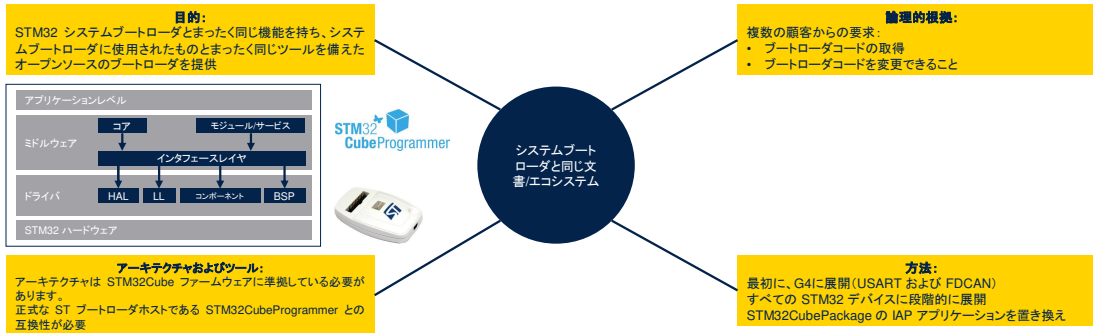 目的:
STM32 システムブートローダとまったく同じ機能を持ち、システ
ムブートローダに使用されたものとまったく同じツールを備えた
オープンソースのブートローダを提供
論理的根拠:
複数の顧客からの要求:
• ブートローダコードの取得
• ブートローダコードを変更できること
アプリケーションレベル
コア
モジュール/サービス
ミドルウェア
インタフェースレイヤ
ドライバ
HAL
LL
コンポーネント
BSP
STM32 ハードウェア
STM32
CubeProgrammer
ST
システムブート
ローダと同じ文
書/エコシステム
アーキテクチャおよびツール:
アーキテクチャは STM32Cube ファームウェアに準拠している必要が
あります。
正式な ST ブートローダホストである STM32CubeProgrammer との
互換性が必要
方法:
最初に、G4に展開(USART および FDCAN)
すべての STM32 デバイスに段階的に展開
STM32CubePackage の IAP アプリケーションを置き換え